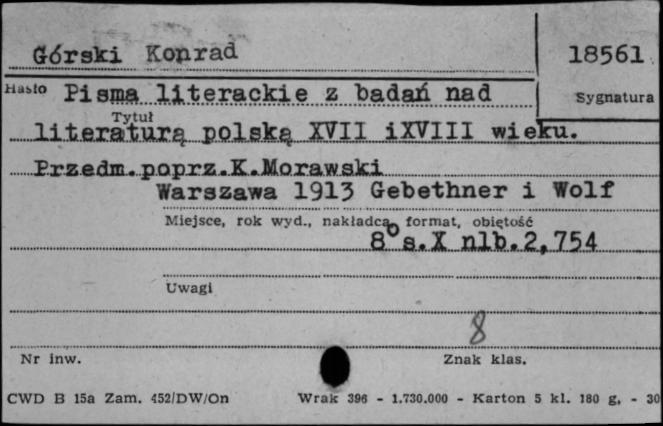 Górski Konrad
18561
Hasło Pisma literackie z badań nad
Sygnatura
Tytuł
literaturą polską XVII iXVIII wieku.
Przedm.poprz.K.Morawski
Warszawa 1913 Gebethner i Wolf
Miejsce, rok wyd., nakładca, format, obiętość
8° s.X nlb.2,754
Uwagi
8
Nr inw.
Znak klas.
CWD B 15a Zam. 452/DW/On Wrak 396 - 1.730.000 - Karton 5 kl. 180 g, - 30